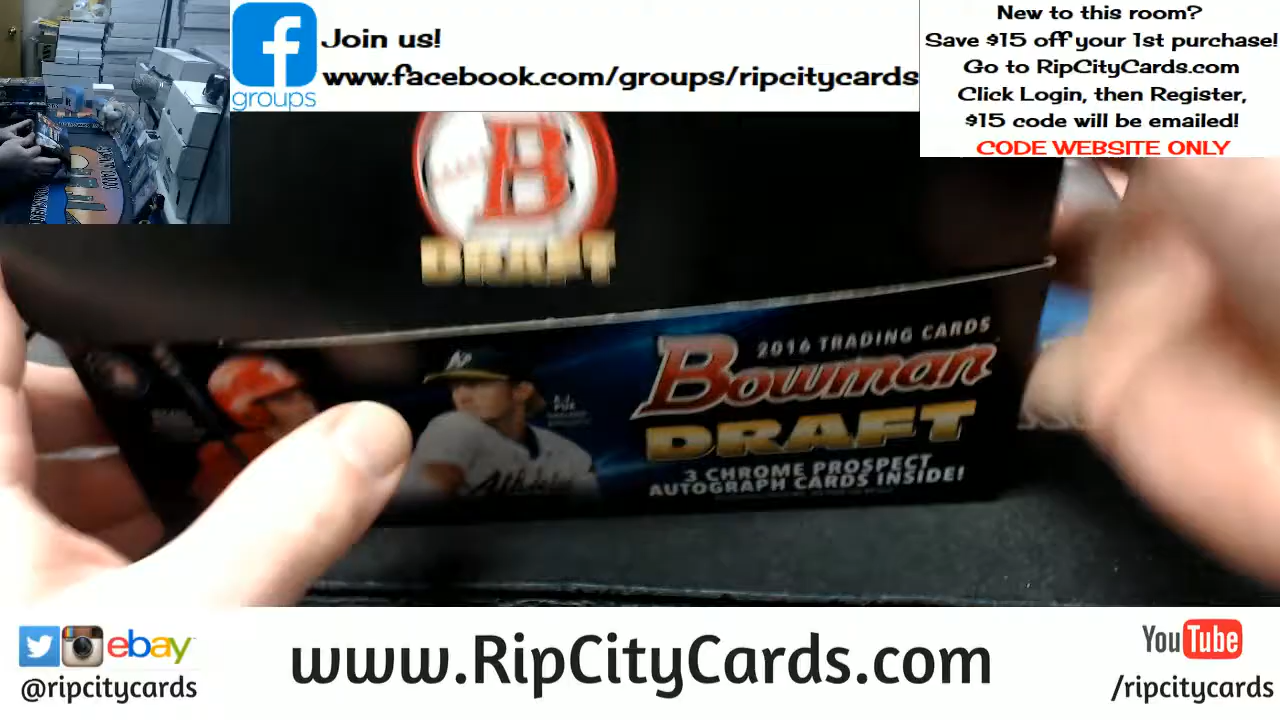 groups
Join us!
www.facebook.com/groups/ripcitycards
New to this room?
Save $15 off your 1st purchase!
Go to RipCityCards.com
Click Login, then Register,
$15 code will be emailed!
CODE WEBSITE ONLY
B
DRAFT
2016 TRADING CARDS
Bowman
DRAFT
3 CHROME PROSPECT
AUTOGRAPH CARDS INSIDE!
A.J.
PUK
Athletics
ebay
@ripcitycards
www.RipCityCards.com
YouTube
/ripcitycards